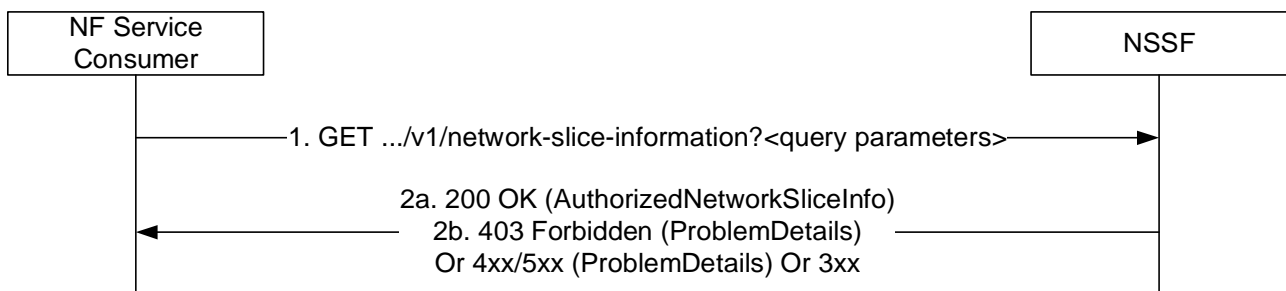 NF Service
Consumer
NSSF
1. GET .../v1/network-slice-information?<query parameters>
2a. 200 OK (AuthorizedNetworkSliceInfo)
2b. 403 Forbidden (ProblemDetails)
Or 4xx/5xx (ProblemDetails) Or 3xx